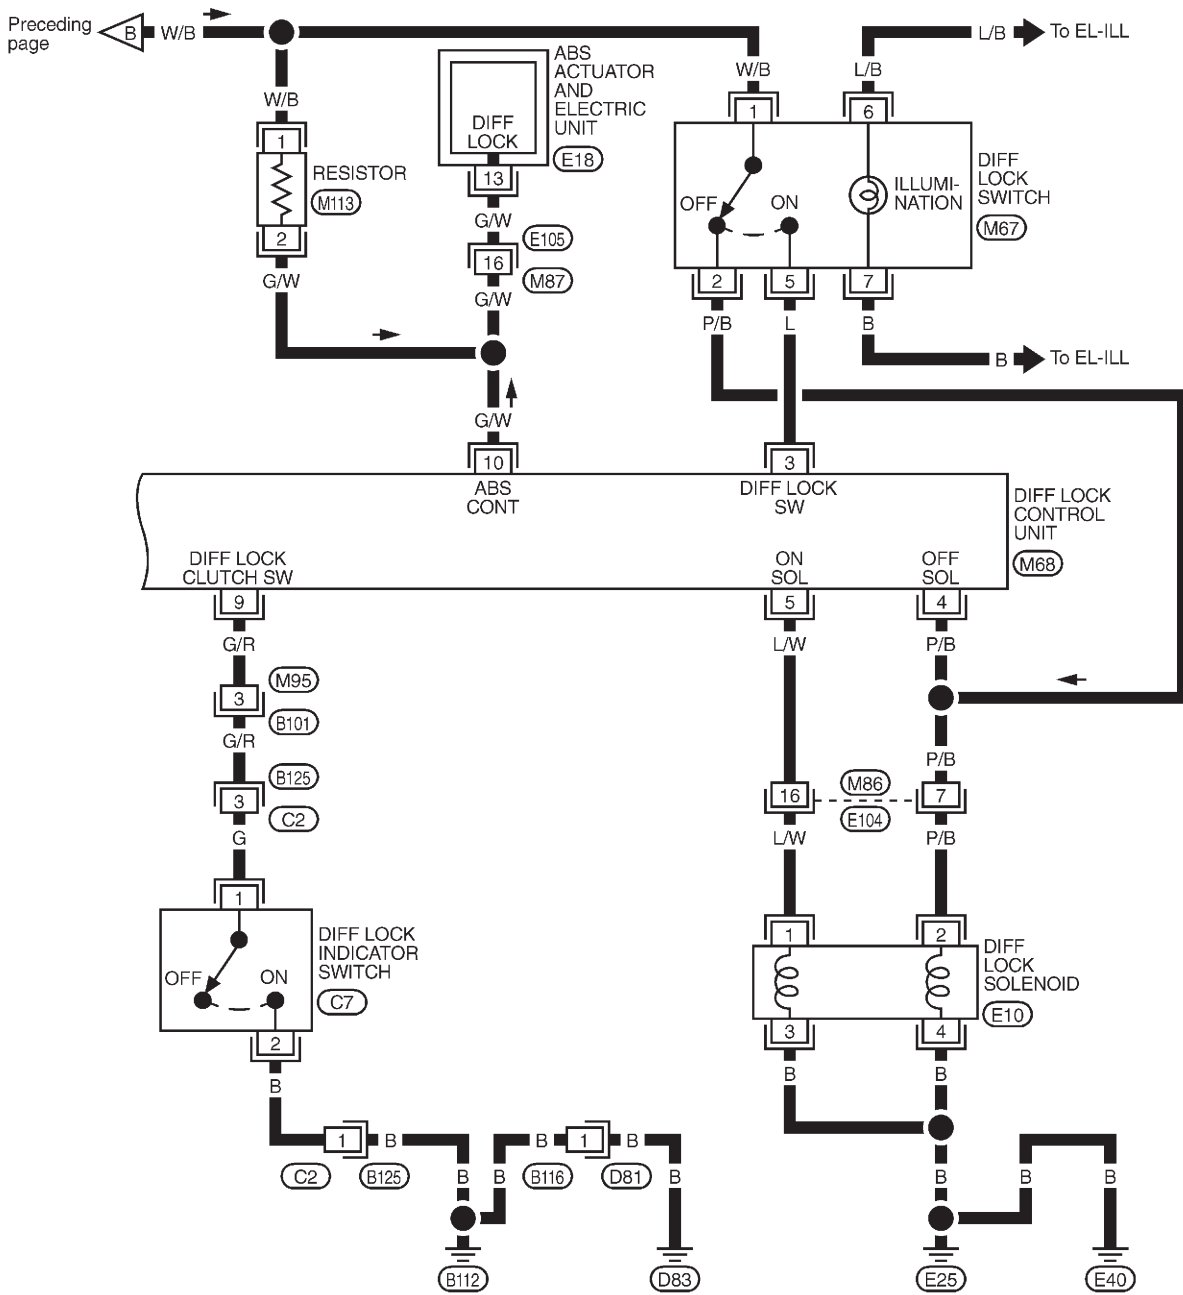 Preceding
page
B
W/B
L/B
To EL-ILL
W/B
1
RESISTOR
M113
2
G/W
ABS
ACTUATOR
AND
ELECTRIC
UNIT
E18
DIFF
LOCK
13
G/W
E105
16
M87
G/W
G/W
10
W/B
L/B
1
6
DIFF
LOCK
SWITCH
M67
OFF
ON
ILLUMI-
NATION
2
5
7
P/B
L
B
B
To EL-ILL
3
ABS
CONT
DIFF LOCK
SW
DIFF LOCK
CONTROL
UNIT
M68
DIFF LOCK
CLUTCH SW
ON
SOL
OFF
SOL
9
5
4
G/R
L/W
P/B
M95
3
B101
G/R
P/B
B125
3
C2
16
M86
7
E104
G
L/W
P/B
1
DIFF LOCK
INDICATOR
SWITCH
C7
OFF
ON
2
B
1
2
DIFF
LOCK
SOLENOID
E10
3
4
B
B
1
B
C2
B125
B
B
B
1
B
B116
D81
B
B
B
B
B112
D83
E25
E40